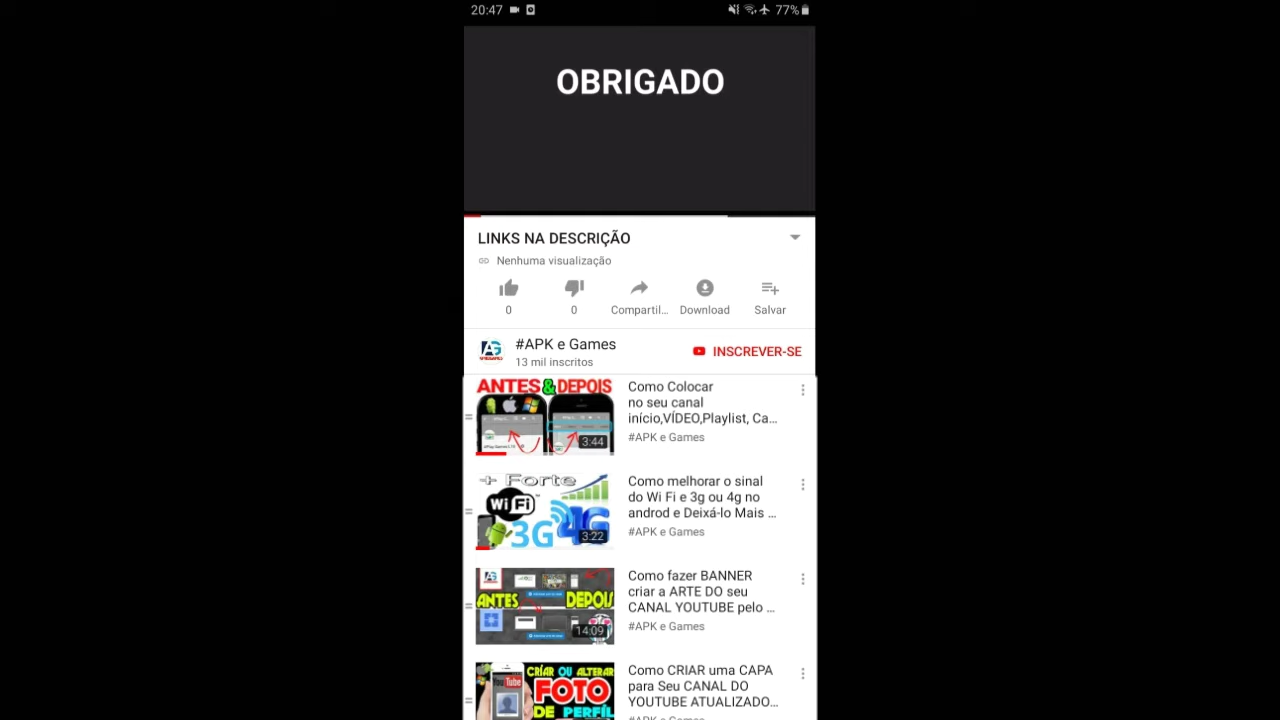 20:47
77%
OBRIGADO
LINKS NA DESCRIÇÃO
Nenhuma visualização
0
0
Compartil...
Download
Salvar
#APK e Games
13 mil inscritos
INSCREVER-SE
ANTES & DEPOIS
3:44
Como Colocar
no seu canal
início,VÍDEO,Playlist, Ca...
#APK e Games
+ Forte
WiFi
3G 4G
3:22
Como melhorar o sinal
do Wi Fi e 3g ou 4g no
androd e Deixá-lo Mais ...
#APK e Games
ANTES DEPOIS
14:09
Como fazer BANNER
criar a ARTE DO seu
CANAL YOUTUBE pelo ...
#APK e Games
CRIAR OU ALTERAR
YouTube
FOTO
DE PERFIL
Como CRIAR uma CAPA
para Seu CANAL DO
YOUTUBE ATUALIZADO...
#APK e Games